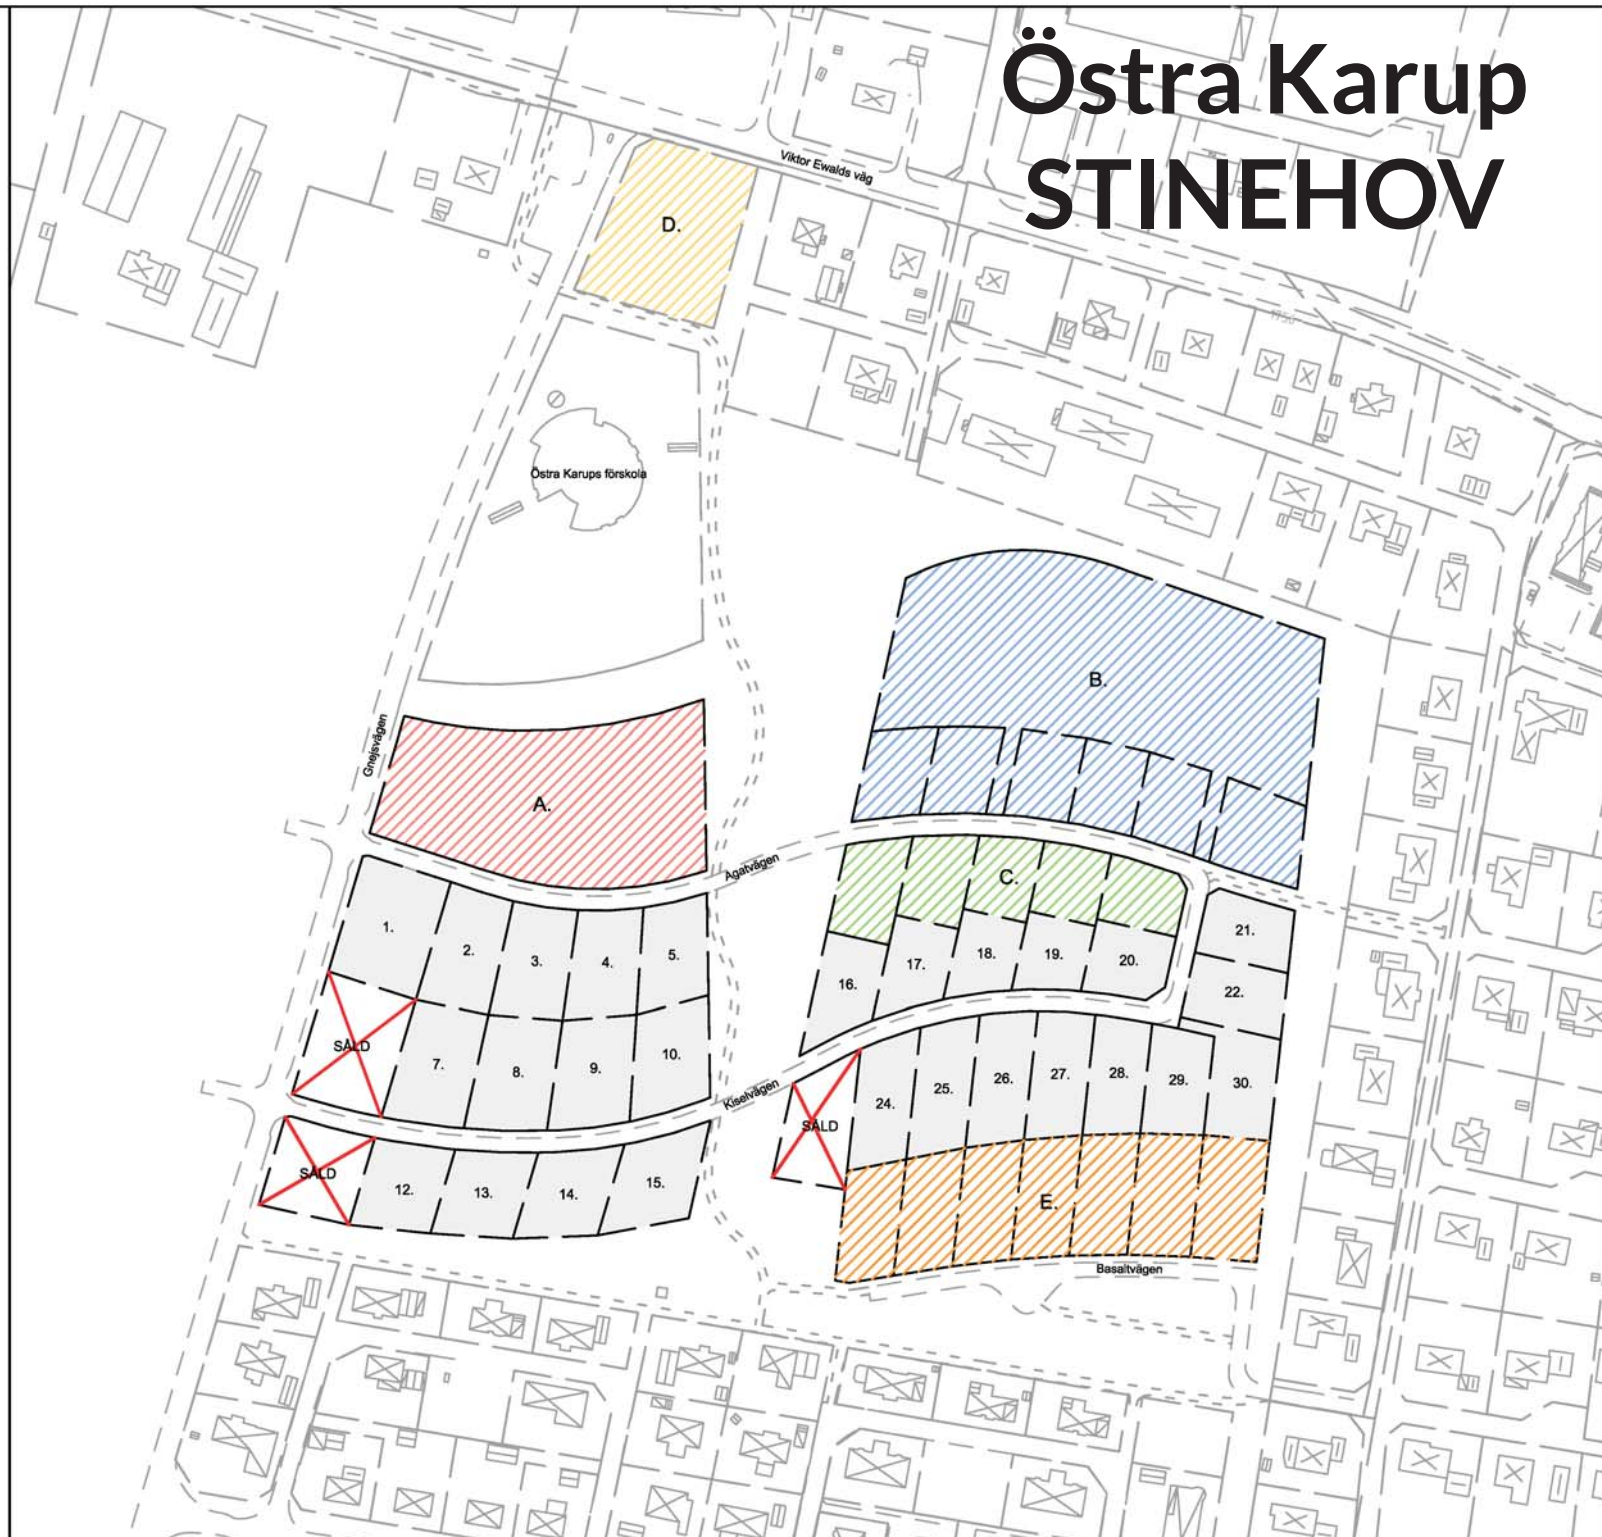 Östra Karup
STINEHOV
Viktor Ewalds väg
D.
Östra Karups förskola
B.
Gnejsvägen
A.
Agatvägen
C.
1.
2.
3.
4.
5.
16.
17.
18.
19.
20.
21.
22.
SÅLD
7.
8.
9.
10.
Kiselvägen
SÅLD
24.
25.
26.
27.
28.
29.
30.
SÅLD
12.
13.
14.
15.
E.
Basaltvägen